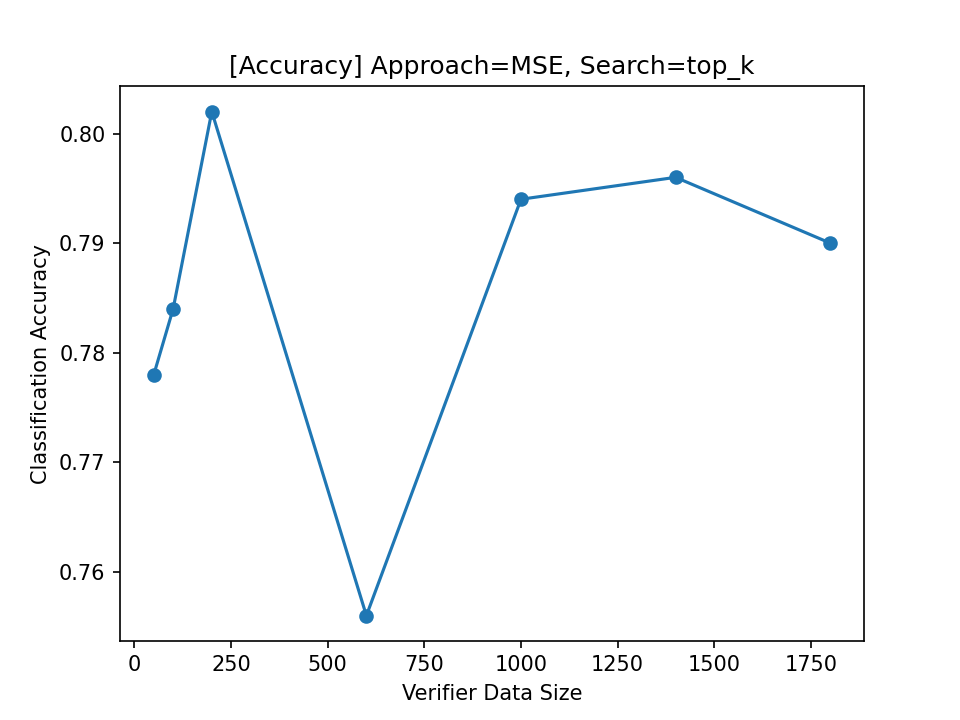 [Accuracy] Approach=MSE, Search=top_k
0.80
0.79
0.78
0.77
0.76
Classification Accuracy
0 250 500 750 1000 1250 1500 1750
Verifier Data Size